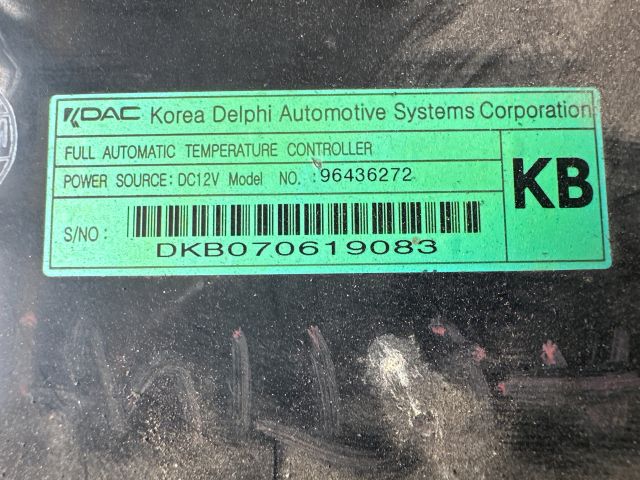 KDAC Korea Delphi Automotive Systems Corporation
FULL AUTOMATIC TEMPERATURE CONTROLLER
POWER SOURCE: DC12V Model NO. :96436272
KB
S/NO :
DKB070619083